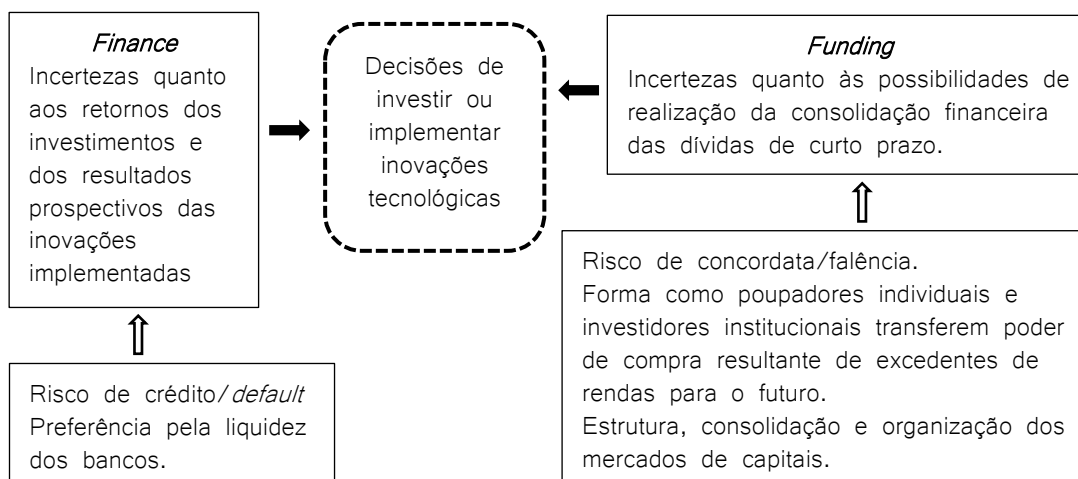 Finance
Incertezas quanto
aos retornos dos
investimentos e
dos resultados
prospectivos das
inovações
implementadas
Decisões de
investir ou
implementar
inovações
tecnológicas
Funding
Incertezas quanto às possibilidades de
realização da consolidação financeira
das dívidas de curto prazo.
Risco de crédito/default
Preferência pela liquidez
dos bancos.
Risco de concordata/falência.
Forma como poupadores individuais e
investidores institucionais transferem poder
de compra resultante de excedentes de
rendas para o futuro.
Estrutura, consolidação e organização dos
mercados de capitais.